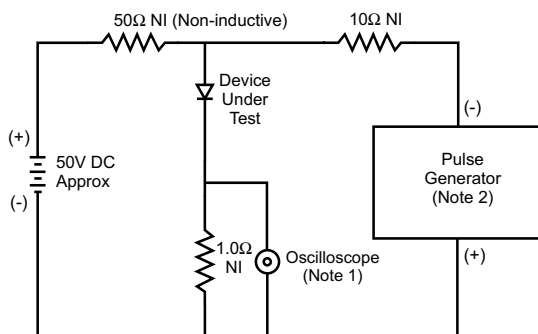 50Ω NI (Non-inductive)
10Ω NI
Device
Under
Test
(+)
50V DC
Approx
(-)
(-)
Pulse
Generator
(Note 2)
(+)
1.0Ω
NI
Oscilloscope
(Note 1)